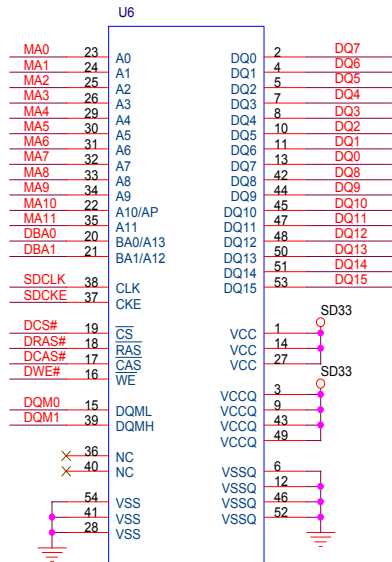 U6
MA0 23 A0 DQ0 2 DQ7
MA1 24 A1 DQ1 4 DQ6
MA2 25 A2 DQ2 5 DQ5
MA3 26 A3 DQ3 7 DQ4
MA4 29 A4 DQ4 8 DQ3
MA5 30 A5 DQ5 10 DQ2
MA6 31 A6 DQ6 11 DQ1
MA7 32 A7 DQ7 13 DQ0
MA8 33 A8 DQ8 42 DQ8
MA9 34 A9 DQ9 44 DQ9
MA10 22 A10/AP DQ10 45 DQ10
MA11 35 A11 DQ11 47 DQ11
DBA0 20 BA0/A13 DQ12 48 DQ12
DBA1 21 BA1/A12 DQ13 50 DQ13
DQ14 51 DQ14
SDCLK 38 CLK DQ15 53 DQ15
SDCKE 37 CKE
SD33
DCS# 19 CS VCC 1
DRAS# 18 RAS VCC 14
DCAS# 17 CAS VCC 27
DWE# 16 WE
SD33
VCCQ 3
DQM0 15 DQML VCCQ 9
DQM1 39 DQMH VCCQ 43
VCCQ 49
36 NC
40 NC VSSQ 6
VSSQ 12
54 VSS VSSQ 46
41 VSS VSSQ 52
28 VSS